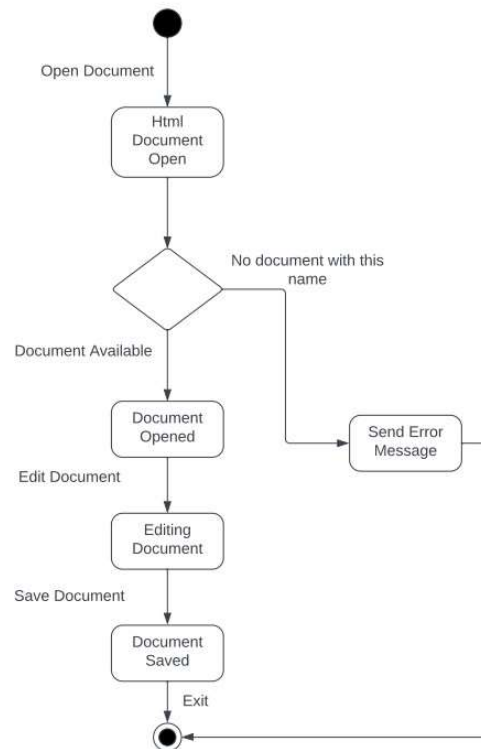 Open Document
Html
Document
Open
No document with this
name
Document Available
Document
Opened
Send Error
Message
Edit Document
Editing
Document
Save Document
Document
Saved
Exit